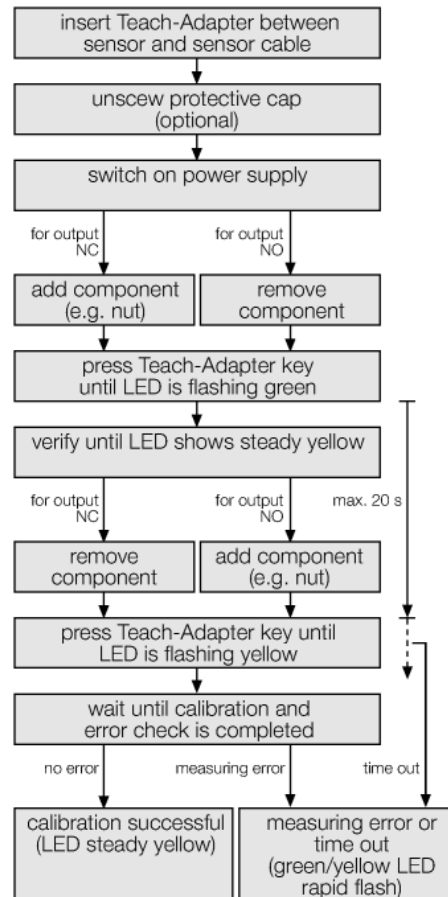 insert Teach-Adapter between
sensor and sensor cable
unscew protective cap
(optional)
switch on power supply
for output
NC
for output
NO
add component
(e.g. nut)
remove
component
press Teach-Adapter key
until LED is flashing green
verify until LED shows steady yellow
for output
NC
for output
NO
max. 20 s
remove
component
add component
(e.g. nut)
press Teach-Adapter key until
LED is flashing yellow
wait until calibration and
error check is completed
no error
measuring error
time out
calibration successful
(LED steady yellow)
measuring error or
time out
(green/yellow LED
rapid flash)